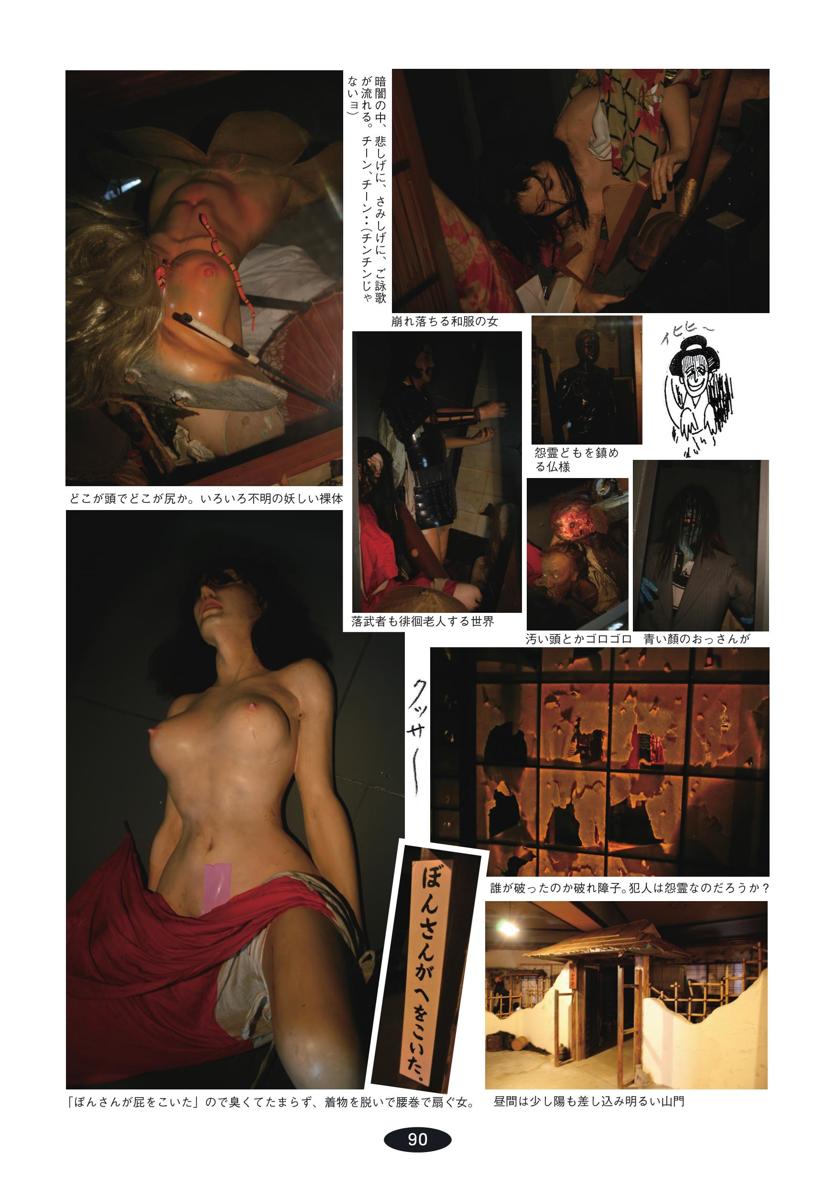 暗闇の中、悲しげに、さみしげに、ご詠歌
が流れる。チーン、チーン・・（チンチンじゃ
ないョ）
崩れ落ちる和服の女
イヒヒ〜
怨霊どもを鎮め
る仏様
どこが頭でどこが尻か。いろいろ不明の妖しい裸体
落武者も徘徊老人する世界
汚い頭とかゴロゴロ
青い顔のおっさんが
クッサー
誰が破ったのか破れ障子。犯人は怨霊なのだろうか？
ぼんさんがへをこいた。
「ぼんさんが屁をこいた」ので臭くてたまらず、着物を脱いで腰巻で扇ぐ女。
昼間は少し陽も差し込み明るい山門
90